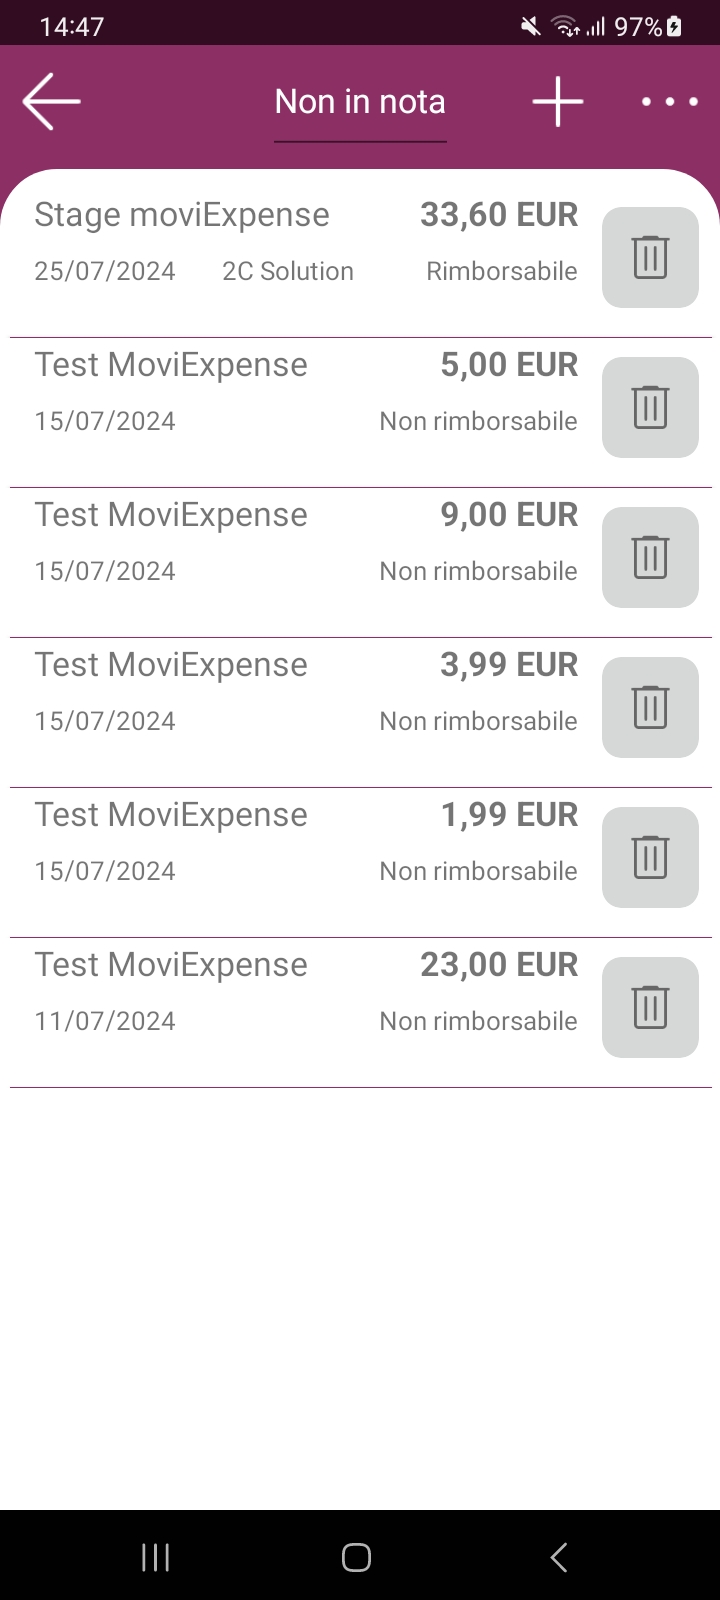 14:47 97%
Non in nota
Stage moviExpense 33,60 EUR
25/07/2024 2C Solution Rimborsabile
Test MoviExpense 5,00 EUR
15/07/2024 Non rimborsabile
Test MoviExpense 9,00 EUR
15/07/2024 Non rimborsabile
Test MoviExpense 3,99 EUR
15/07/2024 Non rimborsabile
Test MoviExpense 1,99 EUR
15/07/2024 Non rimborsabile
Test MoviExpense 23,00 EUR
11/07/2024 Non rimborsabile